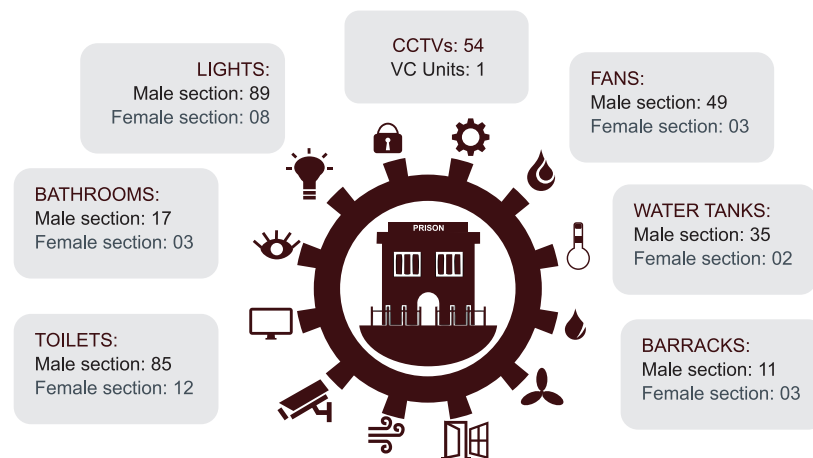 CCTVs: 54
VC Units: 1
LIGHTS:
Male section: 89
Female section: 08
FANS:
Male section: 49
Female section: 03
BATHROOMS:
Male section: 17
Female section: 03
PRISON
WATER TANKS:
Male section: 35
Female section: 02
TOILETS:
Male section: 85
Female section: 12
BARRACKS:
Male section: 11
Female section: 03